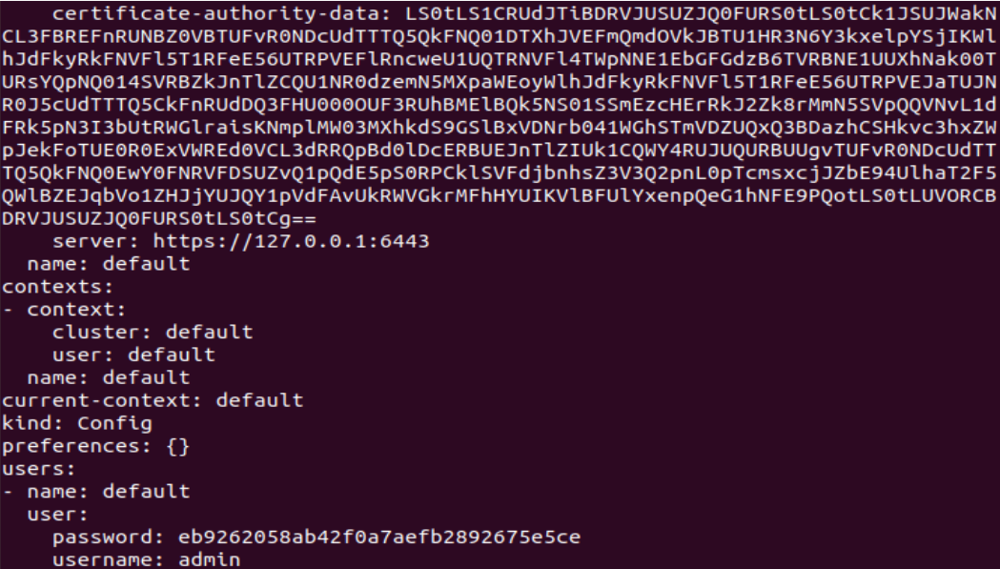 certificate-authority-data: LS0tLS1CRUdJTiBDRVJUSUZJQ0FURS0tLS0tCk1JSUJWakN
CL3FBREFnRUNBZ0VBTUFvR0NDcUdTTTQ5QkFNQ01DTXhJVEFmQmdOVkJBTU1HR3N6Y3kxelpYSjIKWl
hJdFkyRkFNVFl5T1RFeE56UTRPVEFlRncweU1UQTRNVFl4TWpNNE1EbGFGdzB6TVRBNE1UUXhNak00T
URsYQpNQ014SVRBZkJnTlZCQU1NR0dzemN5MXpaWEoyWlhJdFkyRkFNVFl5T1RFeE56UTRPVEJaTUJN
R0J5cUdTTTQ5CkFnRUdDQ3FHU000OUF3RUhBMElBQk5NS01SSmEzcHErRkJ2Zk8rMmN5SVpQQVNvL1d
FRk5pN3I3bUtRWGlraisKNmplMW03MXhkdS9GSlBxVDNrb041WGhSTmVDZUQxQ3BDazhCSHkvc3hxZW
pJekFoTUE0R0ExVWREd0VCL3dRRQpBd0lDcERBUEJnTlZIUk1CQWY4RUJUQURBUUgvTUFvR0NDcUdTT
TQ5QkFNQ0EwY0FNRVFDSUZvQ1pQdE5pS0RPCklSVFdjbnhsZ3V3Q2pnL0pTcmsxcjJZbE94UlhaT2F5
QWlBZEJqbVo1ZHJjYUJQY1pVdFAvUkRWVGkrMFhHYUIKVlBFUlYxenpQeG1hNFE9PQotLS0tLUVORCB
DRVJUSUZJQ0FURS0tLS0tCg==
server: https://127.0.0.1:6443
name: default
contexts:
- context:
cluster: default
user: default
name: default
current-context: default
kind: Config
preferences: {}
users:
- name: default
user:
password: eb9262058ab42f0a7aefb2892675e5ce
username: admin